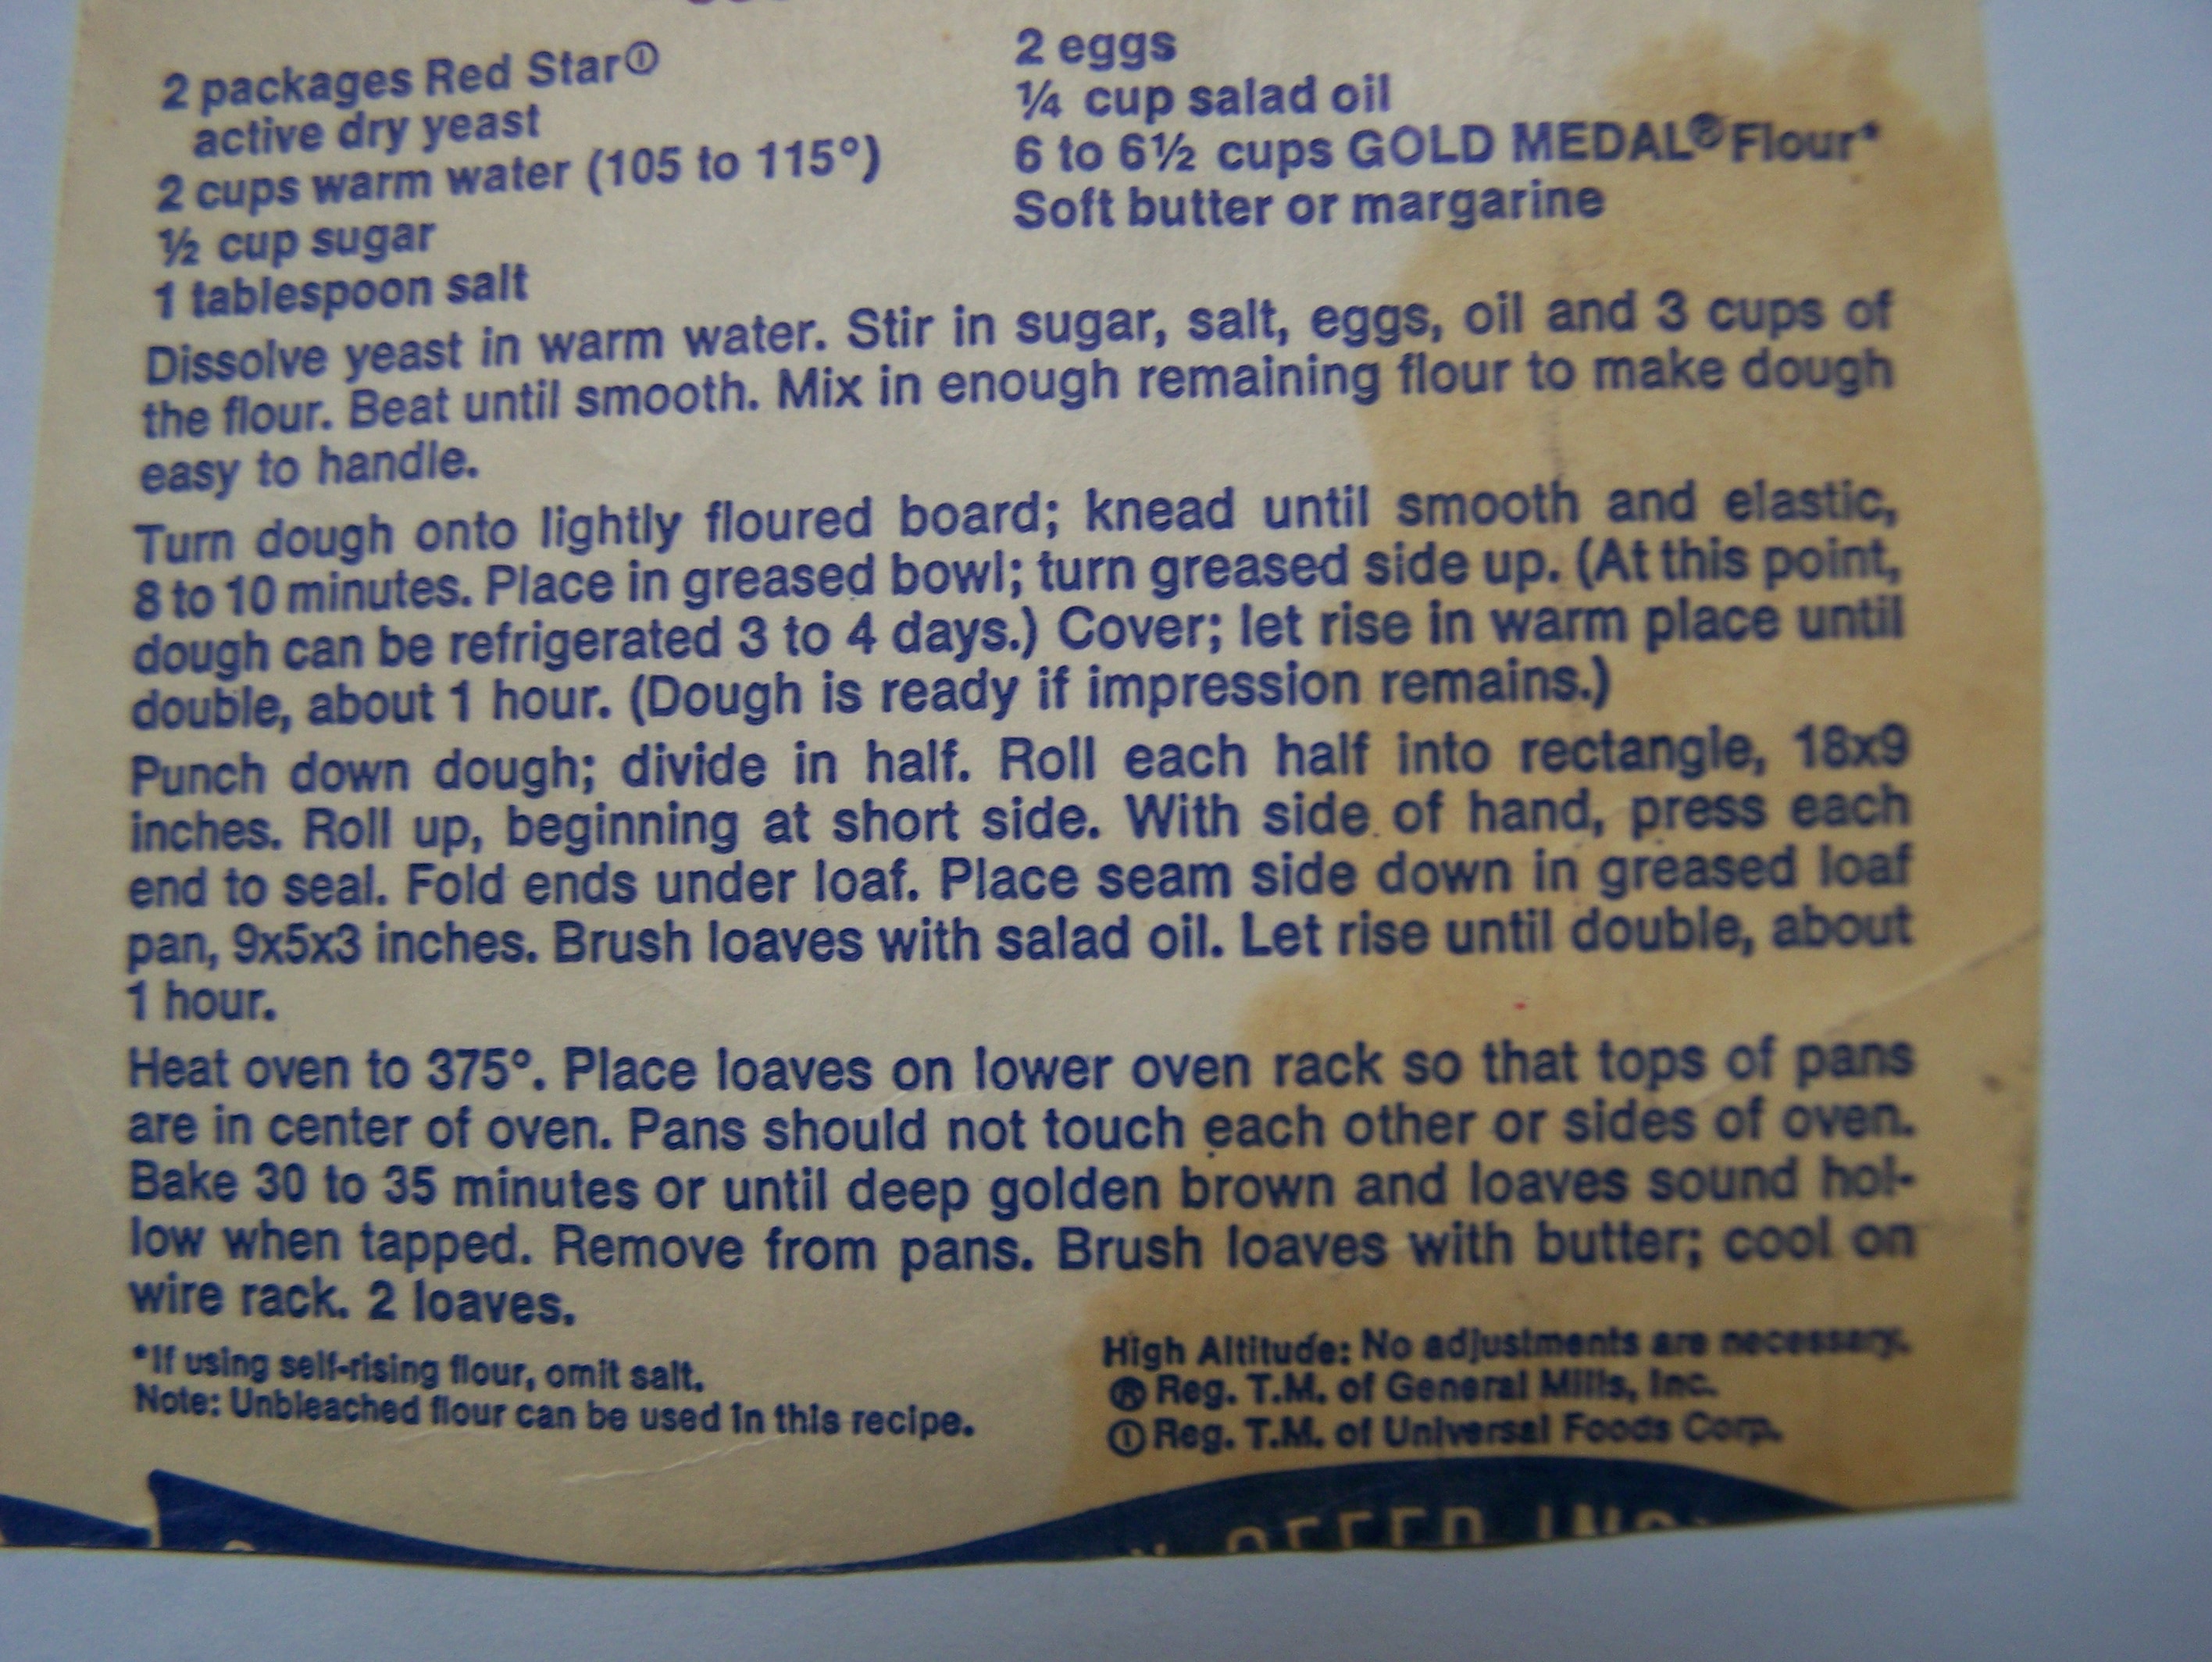 2 packages Red Star①
active dry yeast
2 cups warm water (105 to 115°)
½ cup sugar
1 tablespoon salt
2 eggs
¼ cup salad oil
6 to 6½ cups GOLD MEDAL® Flour*
Soft butter or margarine
Dissolve yeast in warm water. Stir in sugar, salt, eggs, oil and 3 cups of
the flour. Beat until smooth. Mix in enough remaining flour to make dough
easy to handle.
Turn dough onto lightly floured board; knead until smooth and elastic,
8 to 10 minutes. Place in greased bowl; turn greased side up. (At this point,
dough can be refrigerated 3 to 4 days.) Cover; let rise in warm place until
double, about 1 hour. (Dough is ready if impression remains.)
Punch down dough; divide in half. Roll each half into rectangle, 18x9
inches. Roll up, beginning at short side. With side of hand, press each
end to seal. Fold ends under loaf. Place seam side down in greased loaf
pan, 9x5x3 inches. Brush loaves with salad oil. Let rise until double, about
1 hour.
Heat oven to 375°. Place loaves on lower oven rack so that tops of pans
are in center of oven. Pans should not touch each other or sides of oven.
Bake 30 to 35 minutes or until deep golden brown and loaves sound hol-
low when tapped. Remove from pans. Brush loaves with butter; cool on
wire rack. 2 loaves.
*If using self-rising flour, omit salt.
Note: Unbleached flour can be used in this recipe.
High Altitude: No adjustments are necessary.
® Reg. T.M. of General Mills, Inc.
① Reg. T.M. of Universal Foods Corp.
OFFER